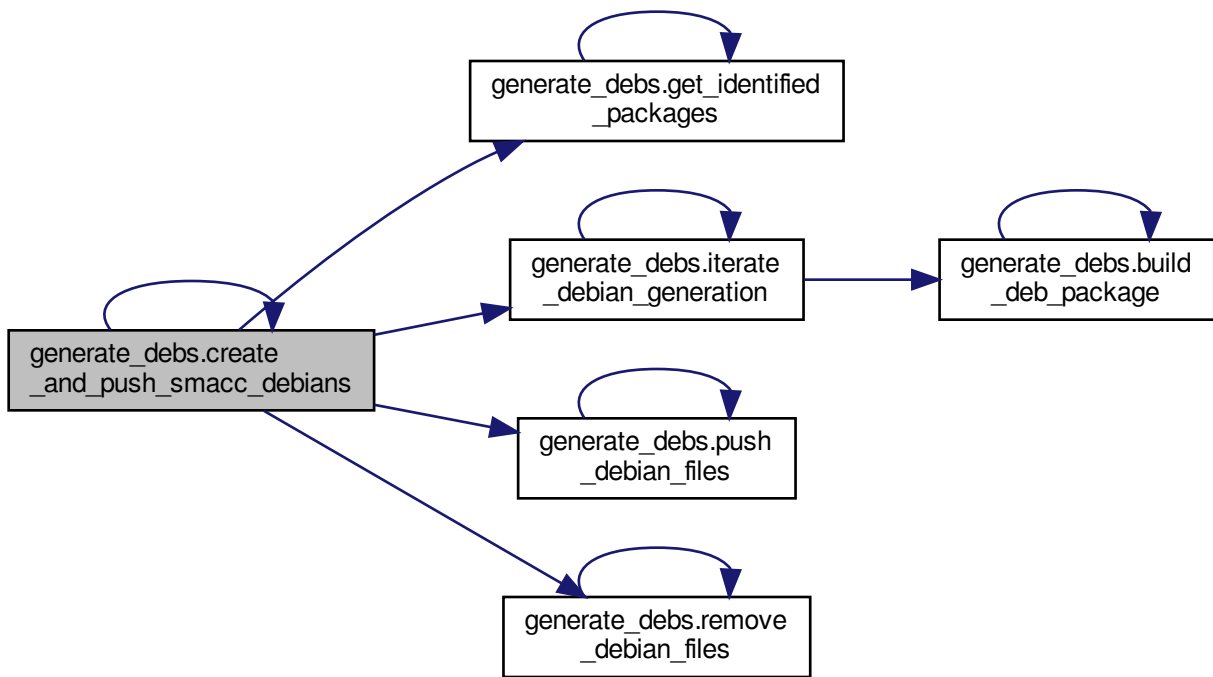 generate_debs.get_identified
_packages
generate_debs.iterate
_debian_generation
generate_debs.build
_deb_package
generate_debs.create
_and_push_smacc_debians
generate_debs.push
_debian_files
generate_debs.remove
_debian_files